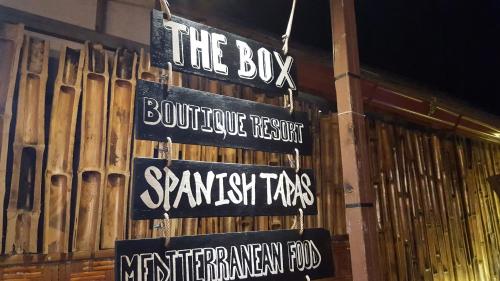 THE BOX
BOUTIQUE RESORT
SPANISH TAPAS
MEDITERRANEAN FOOD